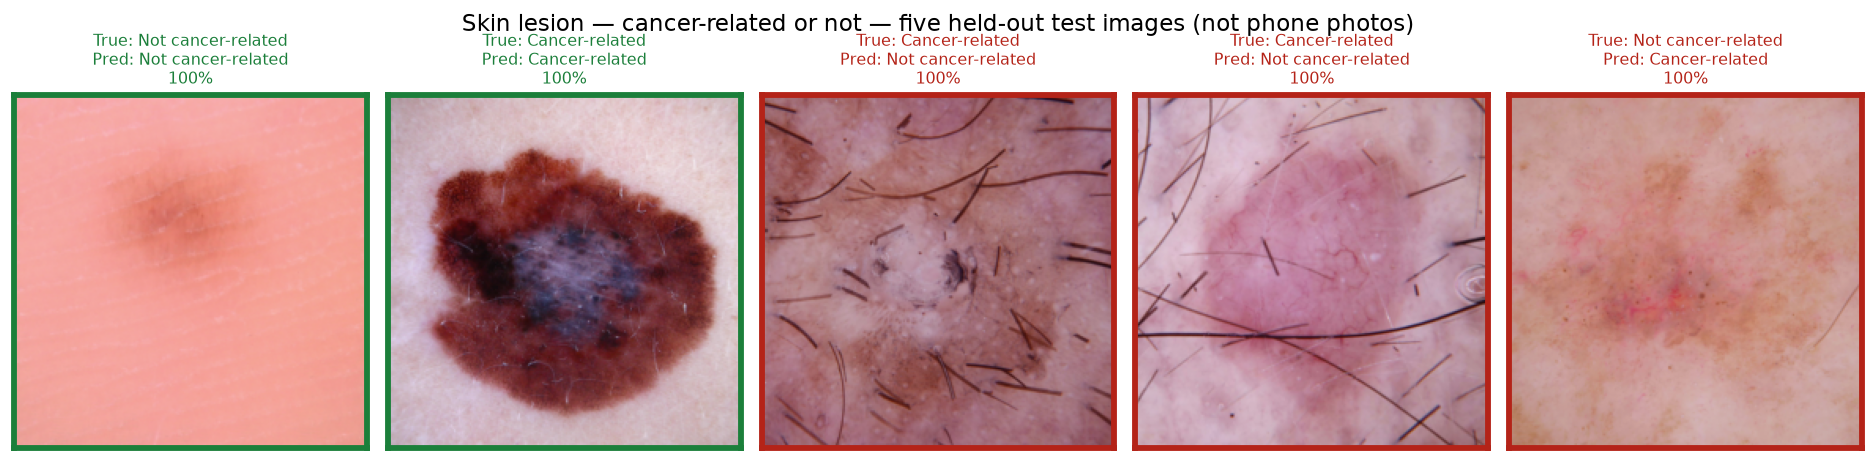 Skin lesion — cancer-related or not — five held-out test images (not phone photos)
True: Not cancer-related
Pred: Not cancer-related
100%
True: Cancer-related
Pred: Cancer-related
100%
True: Cancer-related
Pred: Not cancer-related
100%
True: Cancer-related
Pred: Not cancer-related
100%
True: Not cancer-related
Pred: Cancer-related
100%